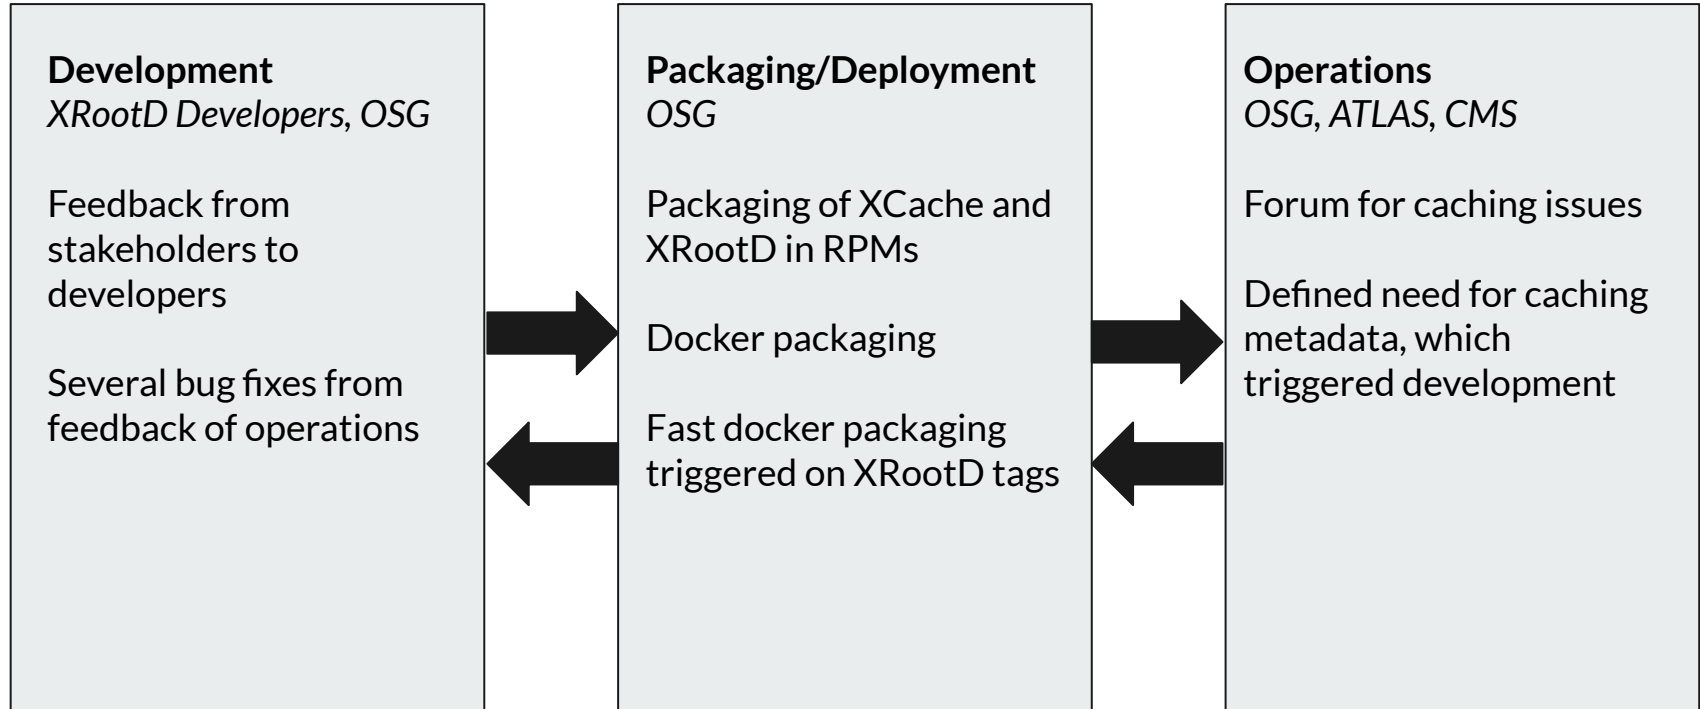 Development
XRootD Developers, OSG
Feedback from
stakeholders to
developers
Several bug fixes from
feedback of operations
Packaging/Deployment
OSG
Packaging of XCache and
XRootD in RPMs
Docker packaging
Fast docker packaging
triggered on XRootD tags
Operations
OSG, ATLAS, CMS
Forum for caching issues
Defined need for caching
metadata, which
triggered development